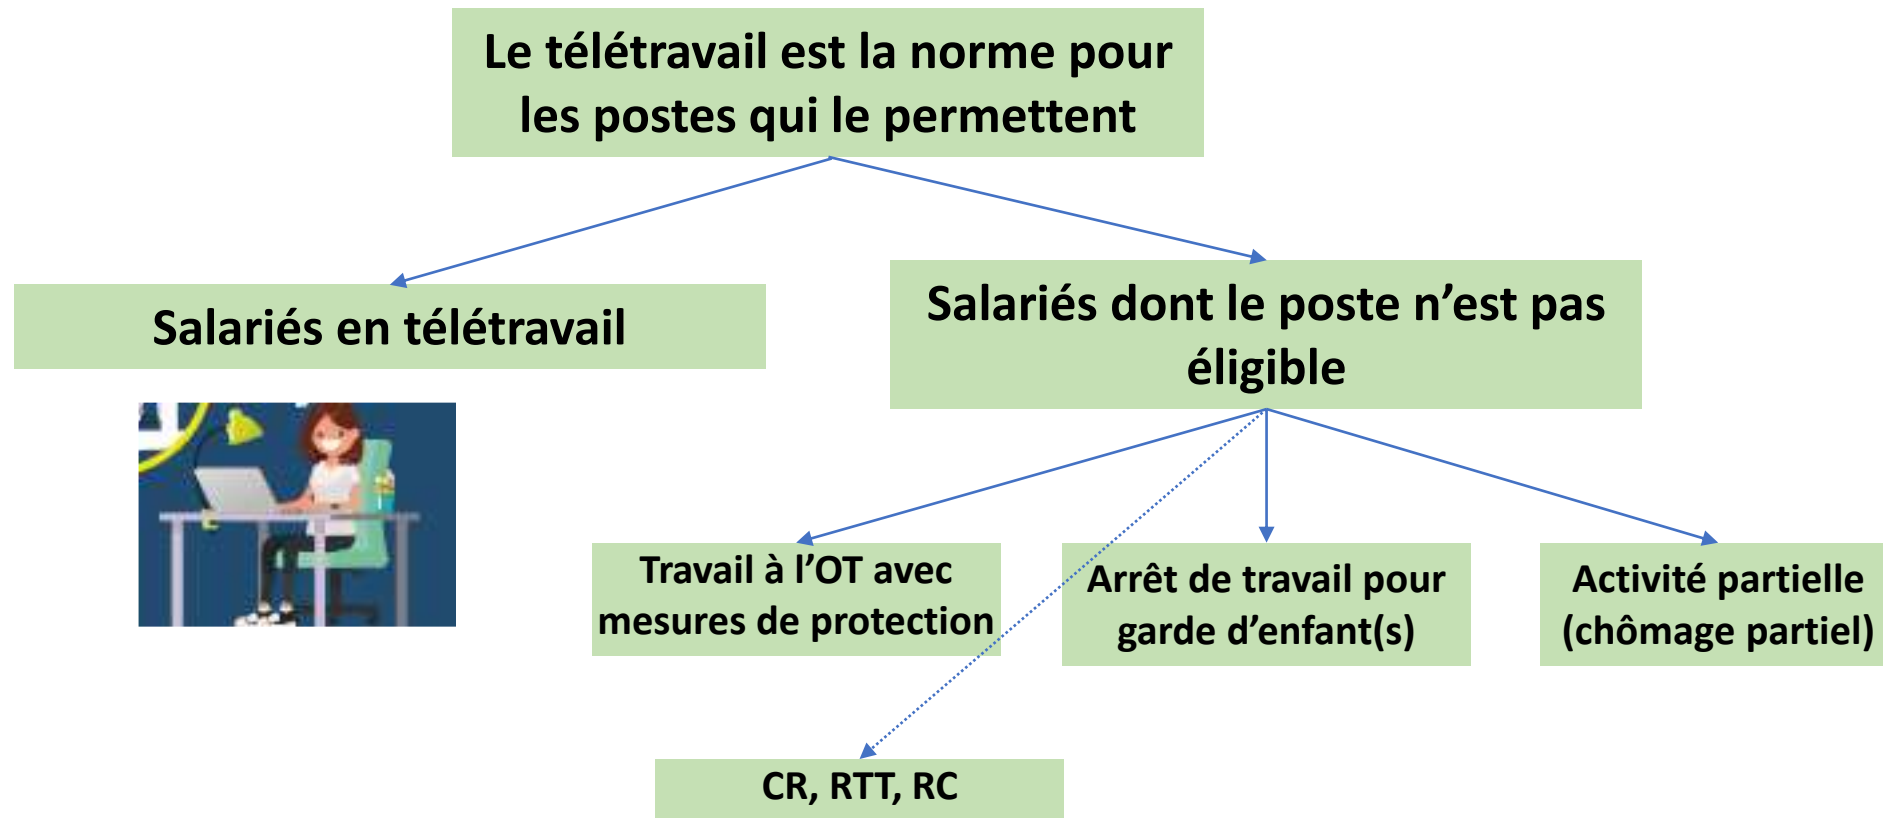 Le télétravail est la norme pour
les postes qui le permettent
Salariés en télétravail
Salariés dont le poste n’est pas
éligible
Travail à l’OT avec
mesures de protection
Arrêt de travail pour
garde d’enfant(s)
Activité partielle
(chômage partiel)
CR, RTT, RC